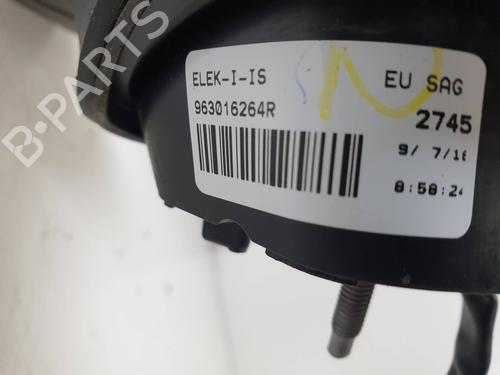 ELEK-I-IS EU SAG
963016264R 2745
9/ 7/16
8:58:24
B-PARTS